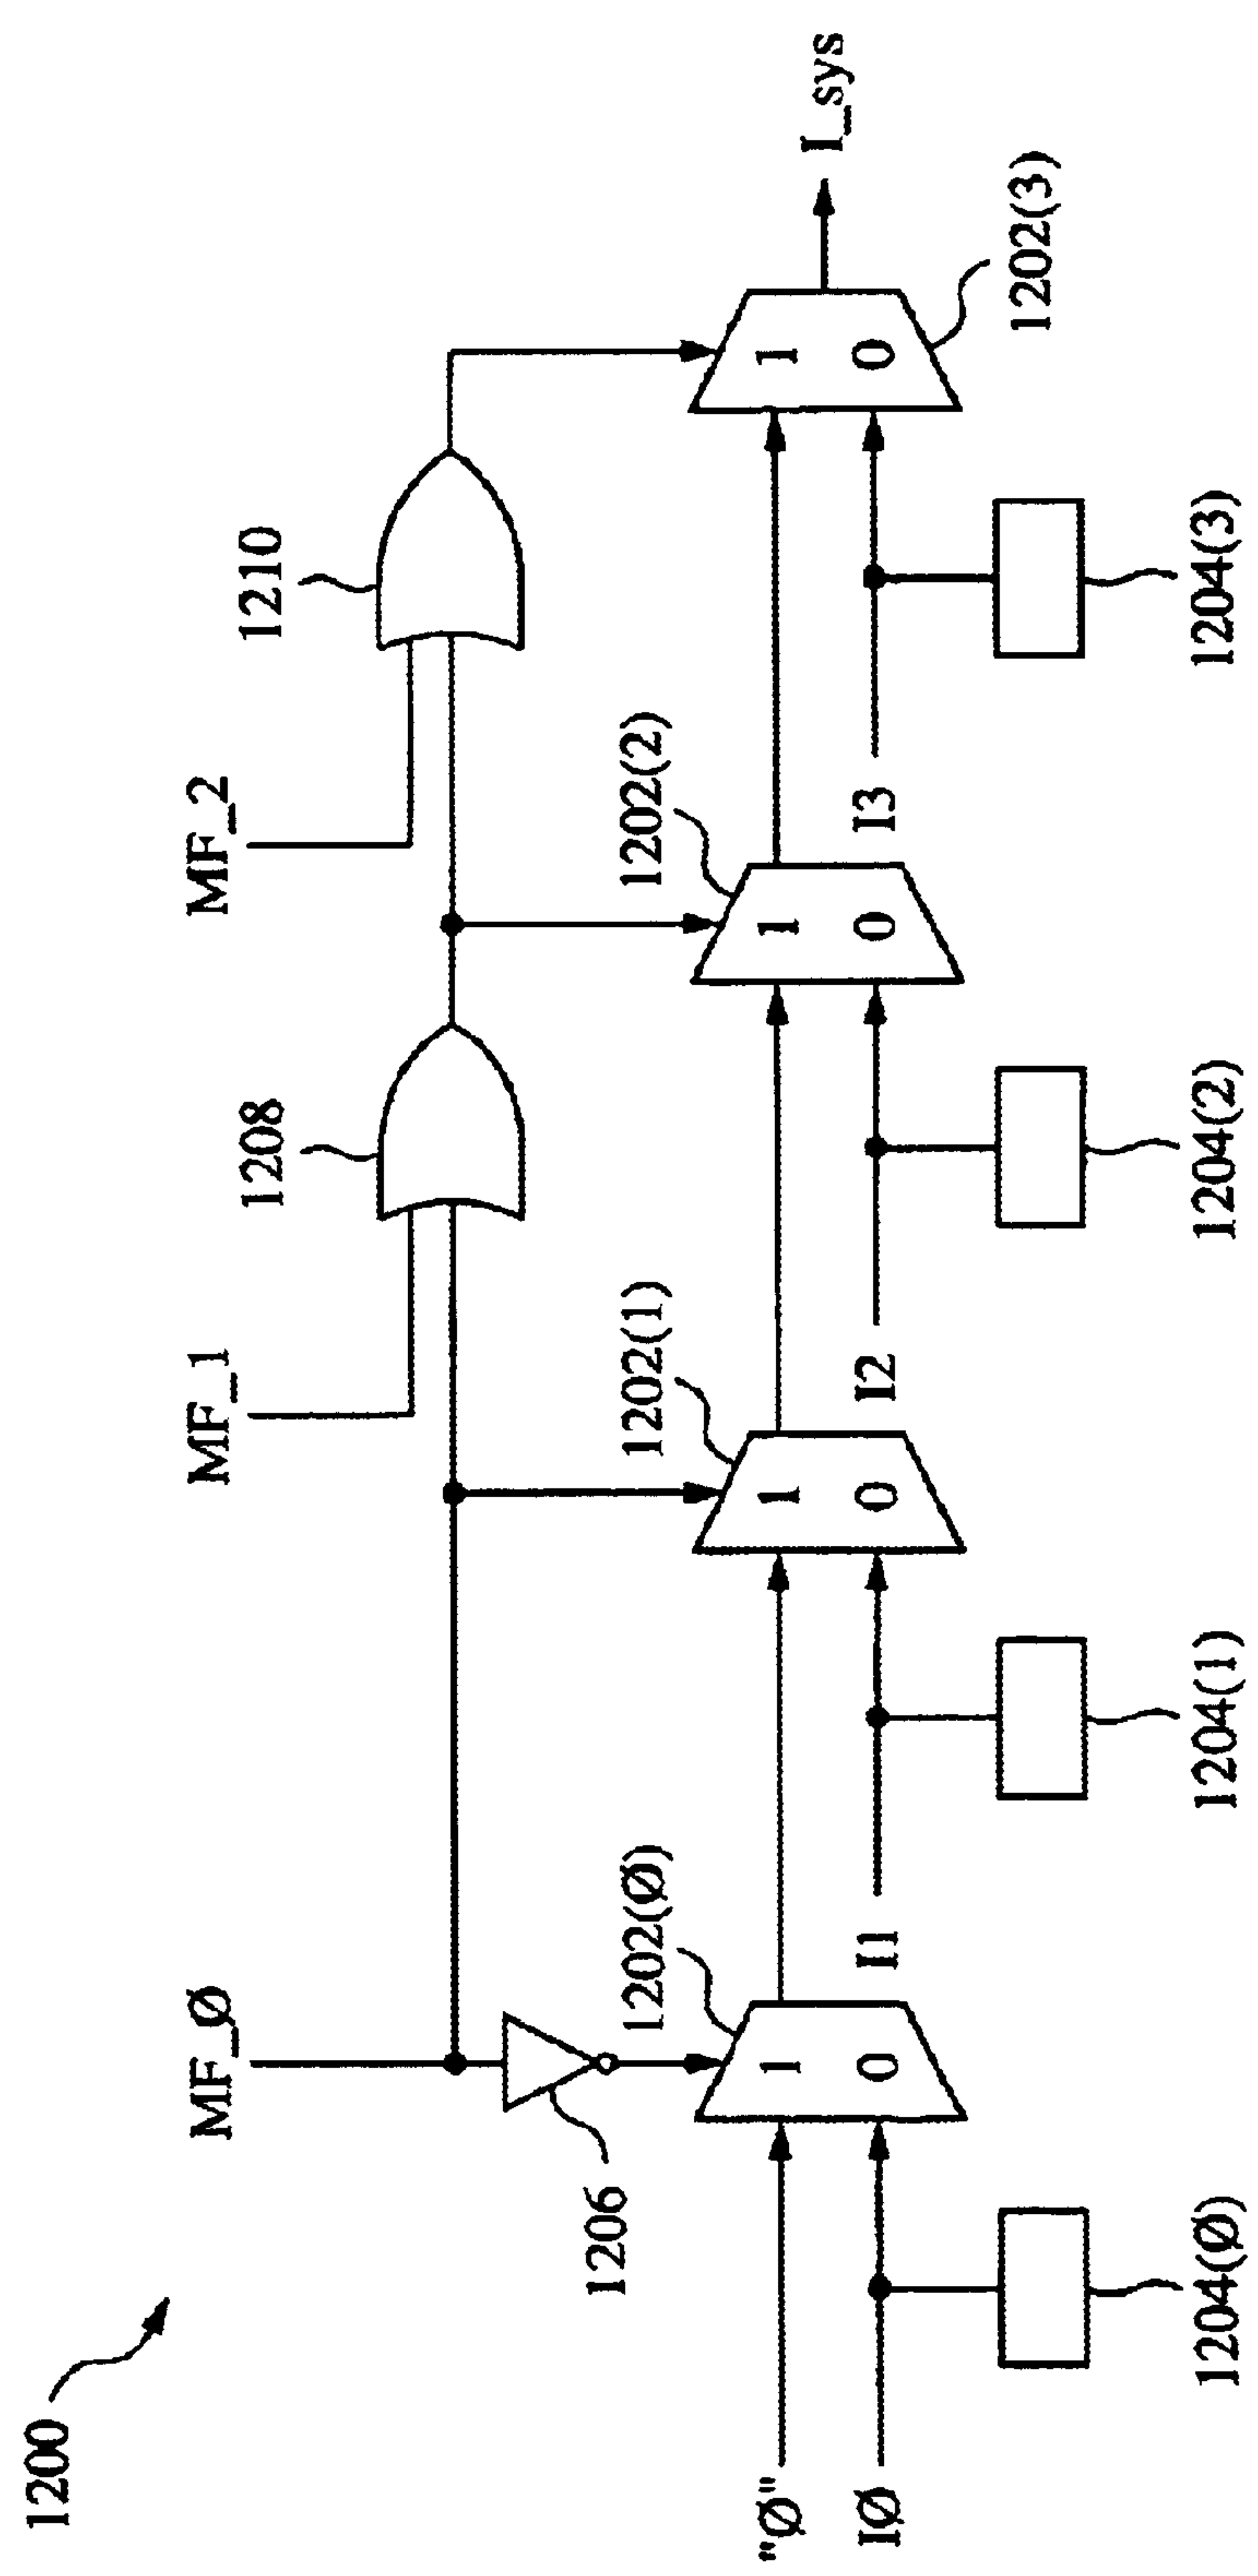 1200
MF_Ø
MF_1
MF_2
1208
1210
1206
1202(Ø)
1202(1)
1202(2)
1
1
1
1
I_sys
"Ø"
0
0
0
0
IØ
I1
I2
I3
1202(3)
1204(Ø)
1204(1)
1204(2)
1204(3)